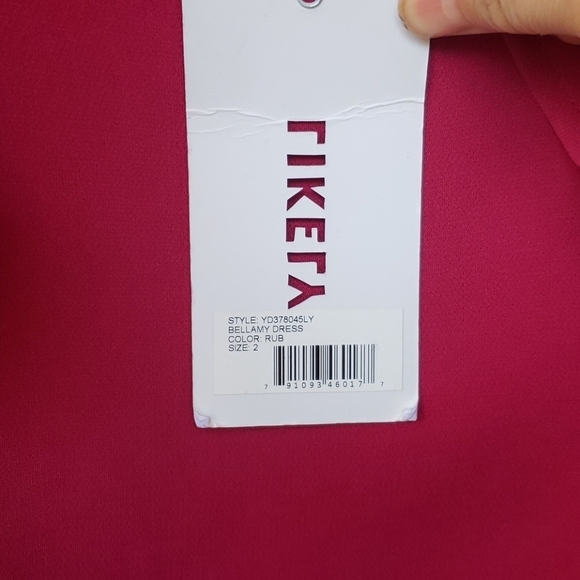 LIKELY
STYLE: YD378045LY
BELLAMY DRESS
COLOR: RUB
SIZE: 2
7 91093 46017 7